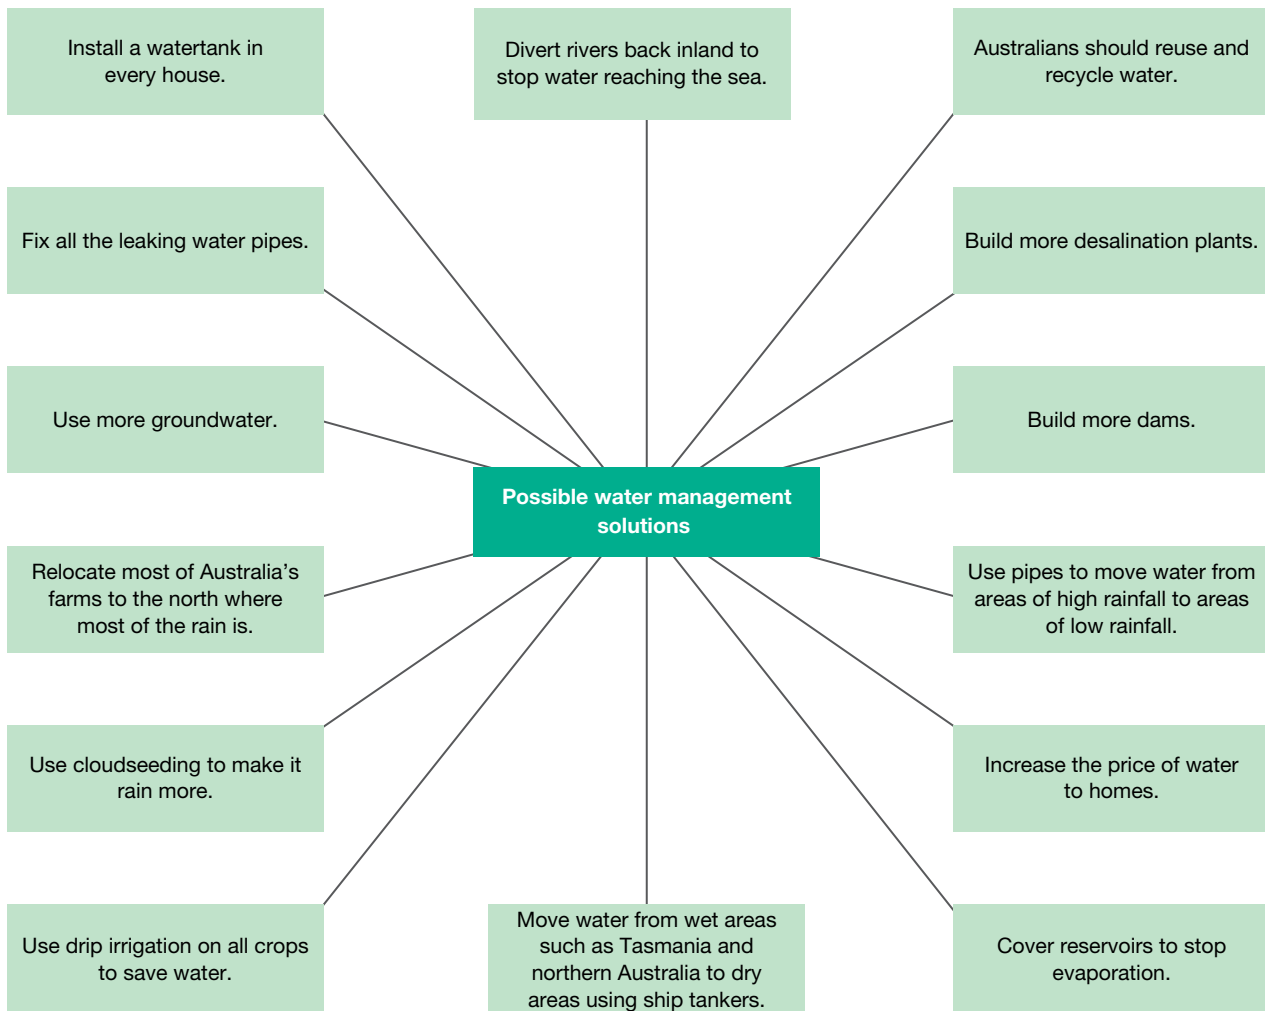 Install a watertank in
every house.
Divert rivers back inland to
stop water reaching the sea.
Australians should reuse and
recycle water.
Fix all the leaking water pipes.
Build more desalination plants.
Use more groundwater.
Build more dams.
Possible water management
solutions
Relocate most of Australia’s
farms to the north where
most of the rain is.
Use pipes to move water from
areas of high rainfall to areas
of low rainfall.
Use cloudseeding to make it
rain more.
Increase the price of water
to homes.
Use drip irrigation on all crops
to save water.
Move water from wet areas
such as Tasmania and
northern Australia to dry
areas using ship tankers.
Cover reservoirs to stop
evaporation.